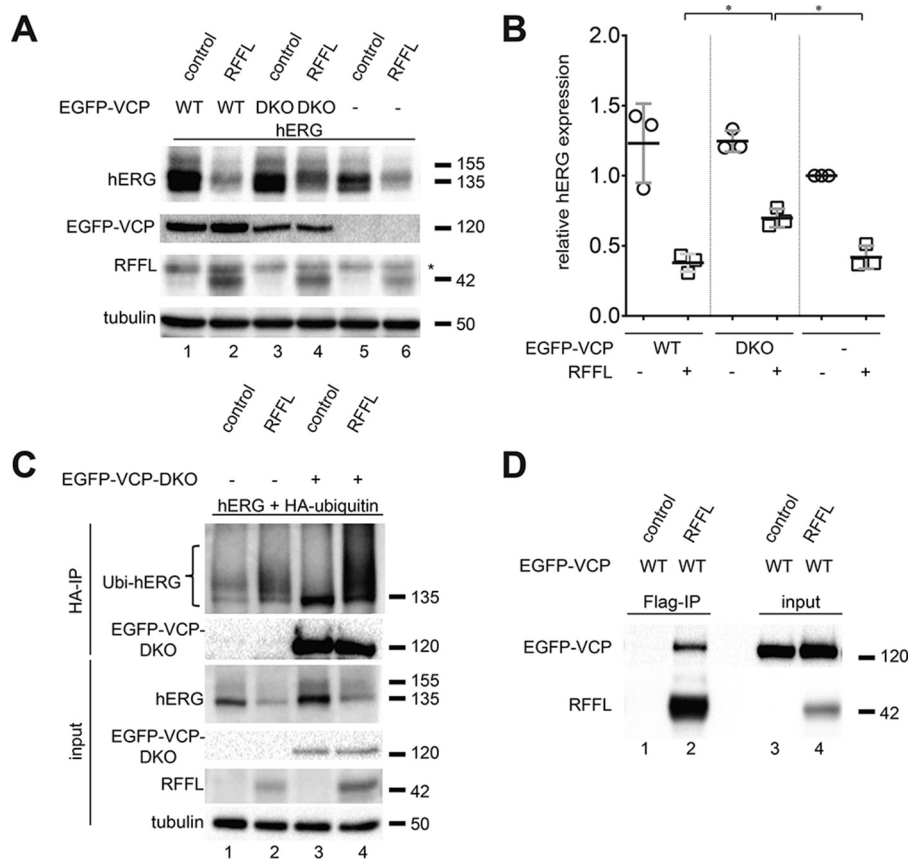 A
control RFFL control RFFL control RFFL
EGFP-VCP WT WT DKO DKO - -
hERG
hERG 155
135
EGFP-VCP 120
RFFL *
42
tubulin 50
1 2 3 4 5 6
B
* *
relative hERG expression
2.0
1.5
1.0
0.5
0.0
EGFP-VCP WT DKO -
RFFL - + - + - +
C
control RFFL control RFFL
EGFP-VCP-DKO - - + +
hERG + HA-ubiquitin
HA-IP
Ubi-hERG 135
EGFP-VCP-
DKO 120
input
hERG 155
135
EGFP-VCP-
DKO 120
RFFL 42
tubulin 50
1 2 3 4
D
control RFFL control RFFL
EGFP-VCP WT WT WT WT
Flag-IP input
EGFP-VCP 120
RFFL 42
1 2 3 4